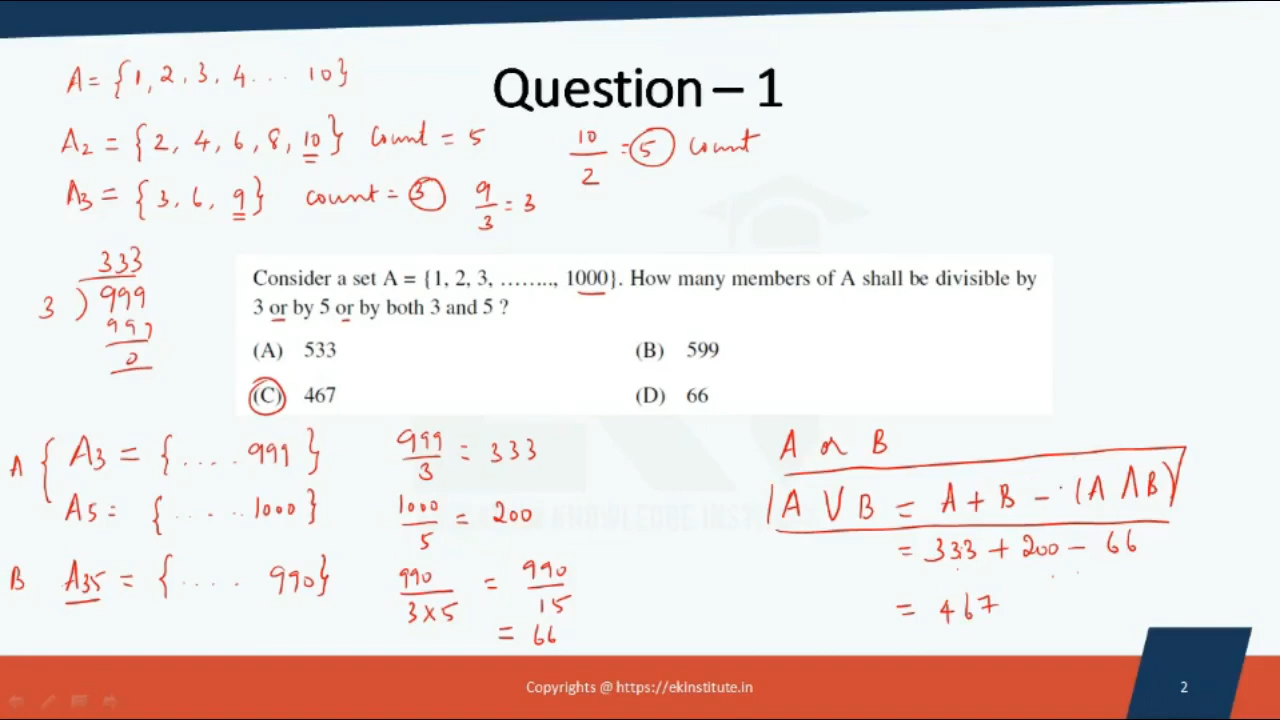 A = {1, 2, 3, 4 ... 10}
Question – 1
A2 = {2, 4, 6, 8, 10} count = 5
10/2 = 5 count
A3 = {3, 6, 9} count = 3 9/3 = 3
333
3 ) 999
999
0
Consider a set A = {1, 2, 3, …….., 1000}. How many members of A shall be divisible by
3 or by 5 or by both 3 and 5 ?
(A) 533
(B) 599
(C) 467
(D) 66
A { A3 = { .... 999} 999/3 = 333
A5 = { .... 1000} 1000/5 = 200
B A35 = { .... 990} 990/3×5 = 990/15
= 66
A or B
|A V B = A + B - (A Λ B)
= 333 + 200 - 66
= 467
Copyrights @ https://ekinstitute.in
2